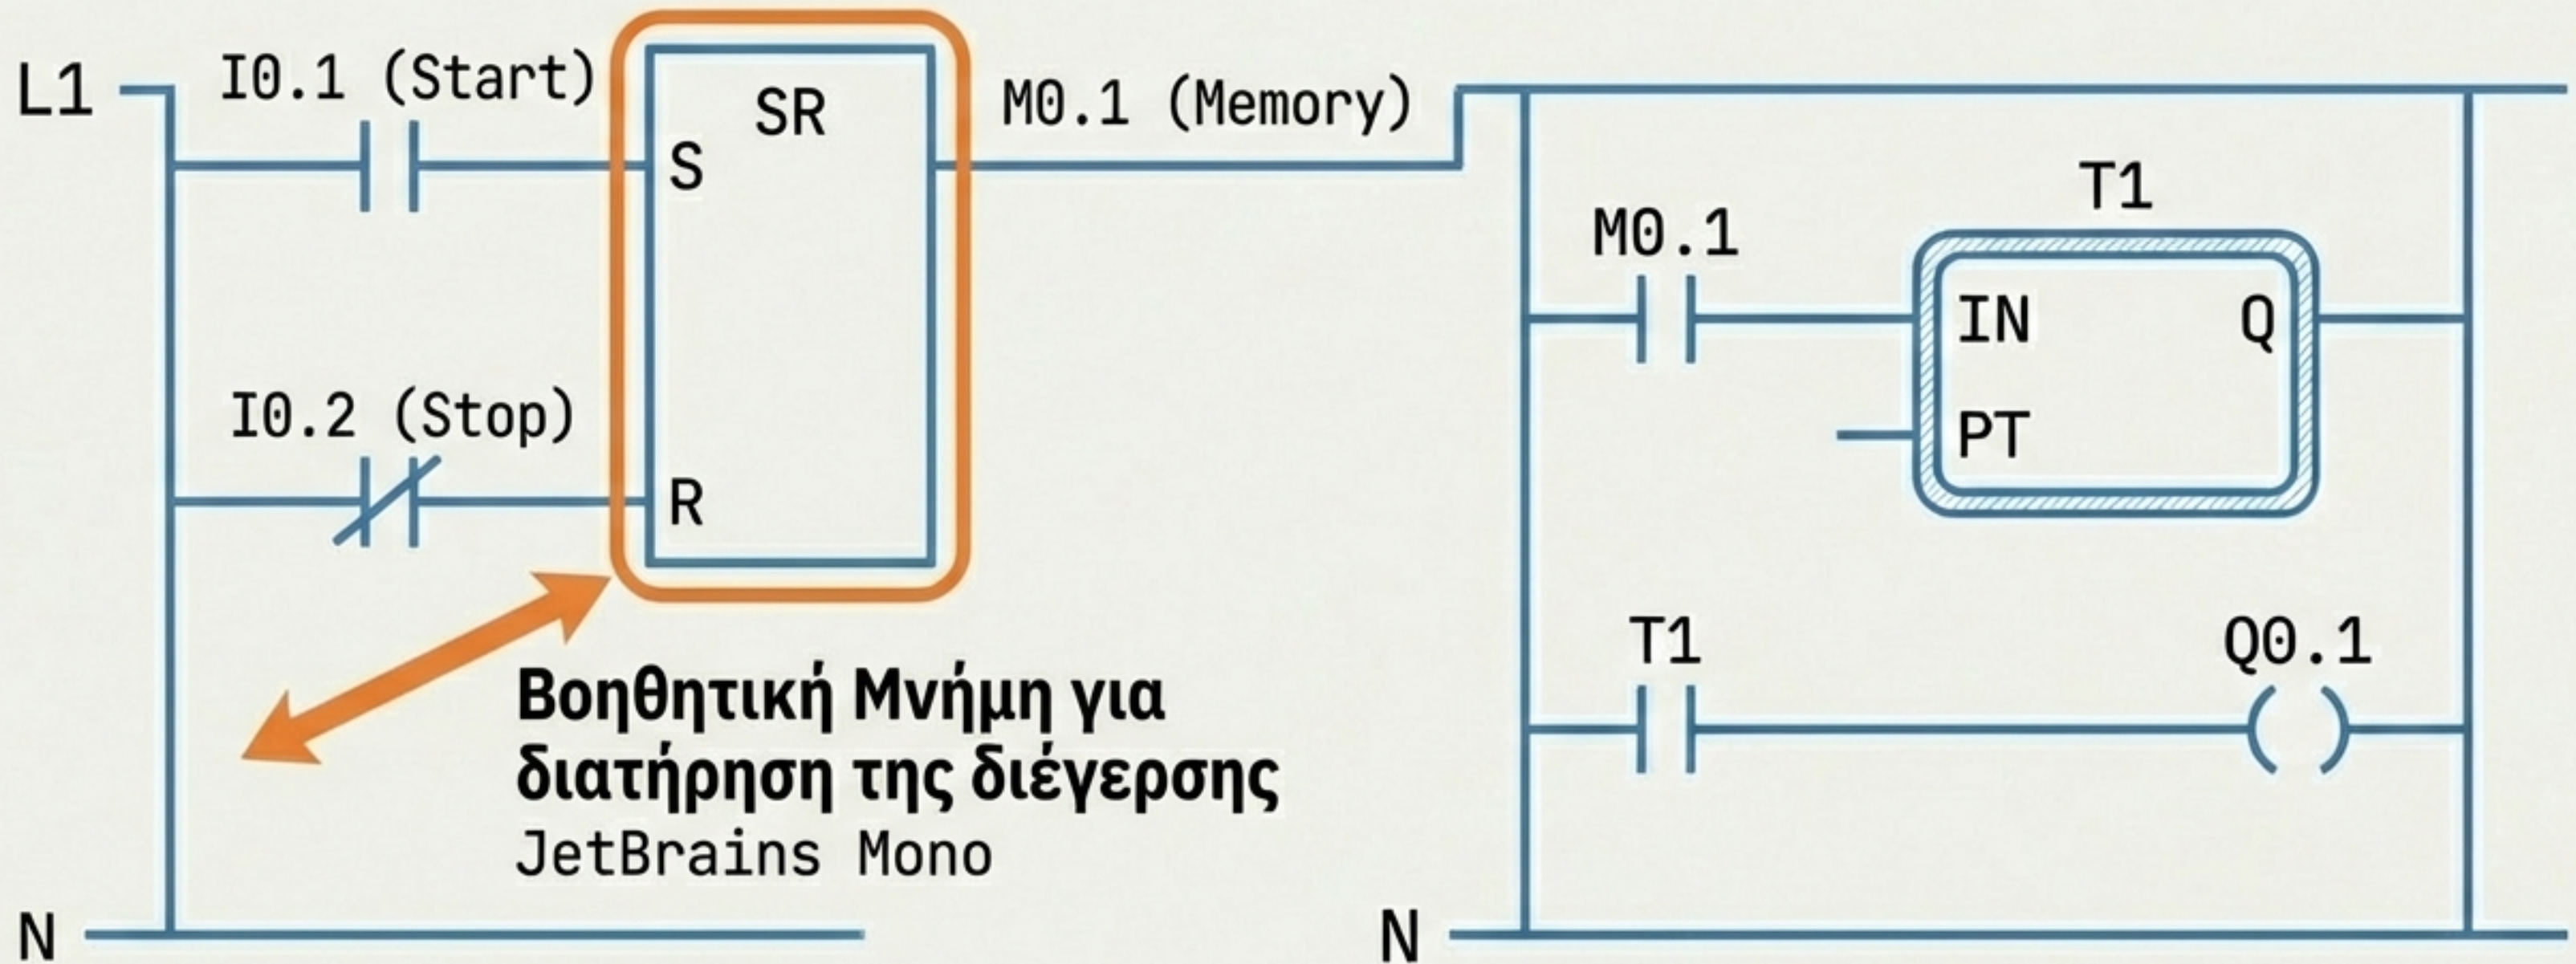 L1
I0.1 (Start)
SR
S
M0.1 (Memory)
I0.2 (Stop)
R
Βοηθητική Μνήμη για
διατήρηση της διέγερσης
JetBrains Mono
N
T1
M0.1
IN Q
PT
T1
Q0.1
N